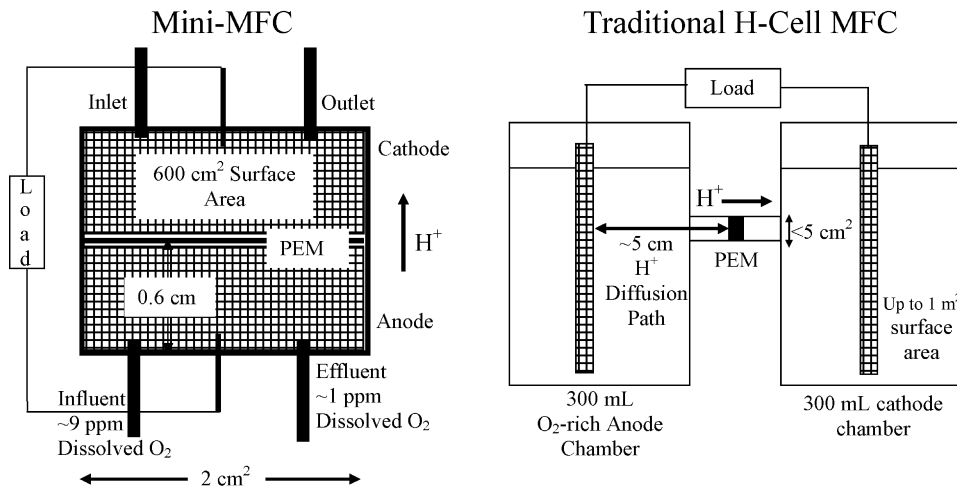 Mini-MFC
Inlet
Outlet
Cathode
600 cm² Surface
Area
Load
H⁺
PEM
0.6 cm
Anode
Influent
~9 ppm
Dissolved O₂
Effluent
~1 ppm
Dissolved O₂
2 cm²
Traditional H-Cell MFC
Load
H⁺
<5 cm²
~5 cm
H⁺
Diffusion
Path
PEM
Up to 1 m²
surface
area
300 mL
O₂-rich Anode
Chamber
300 mL cathode
chamber